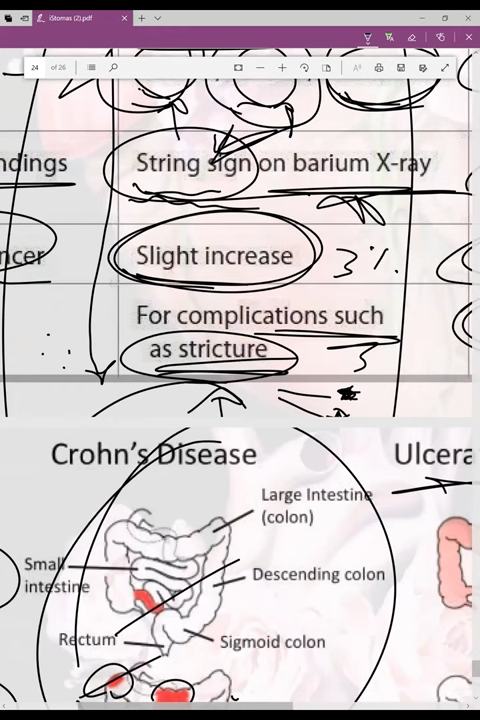 iStomas (2).pdf
24 of 26
ndings
String sign on barium X-ray
ncer
Slight increase
3%.
For complications such
as stricture
Crohn's Disease
Ulcera
Large Intestine
(colon)
Small
intestine
Descending colon
Rectum
Sigmoid colon